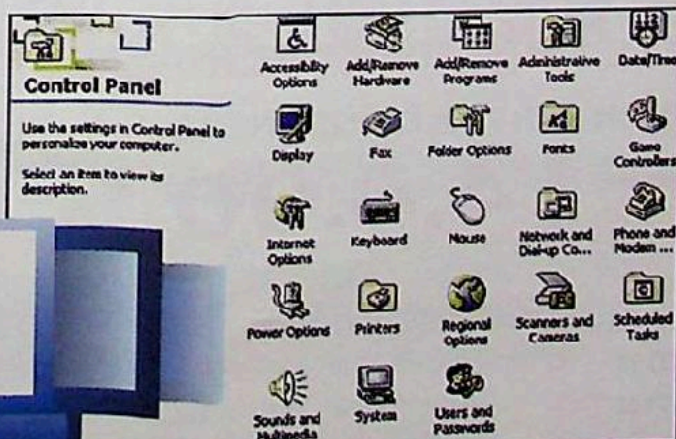 Control Panel
Use the settings in Control Panel to
personalize your computer.
Select an item to view its
description.
Accessibility
Options
Add/Remove
Hardware
Add/Remove
Programs
Administrative
Tools
Date/Time
Display
Fax
Folder Options
Fonts
Game
Controllers
Internet
Options
Keyboard
Mouse
Network and
Dial-up Co...
Phone and
Modem ...
Power Options
Printers
Regional
Options
Scanners and
Cameras
Scheduled
Tasks
Sounds and
Multimedia
System
Users and
Passwords